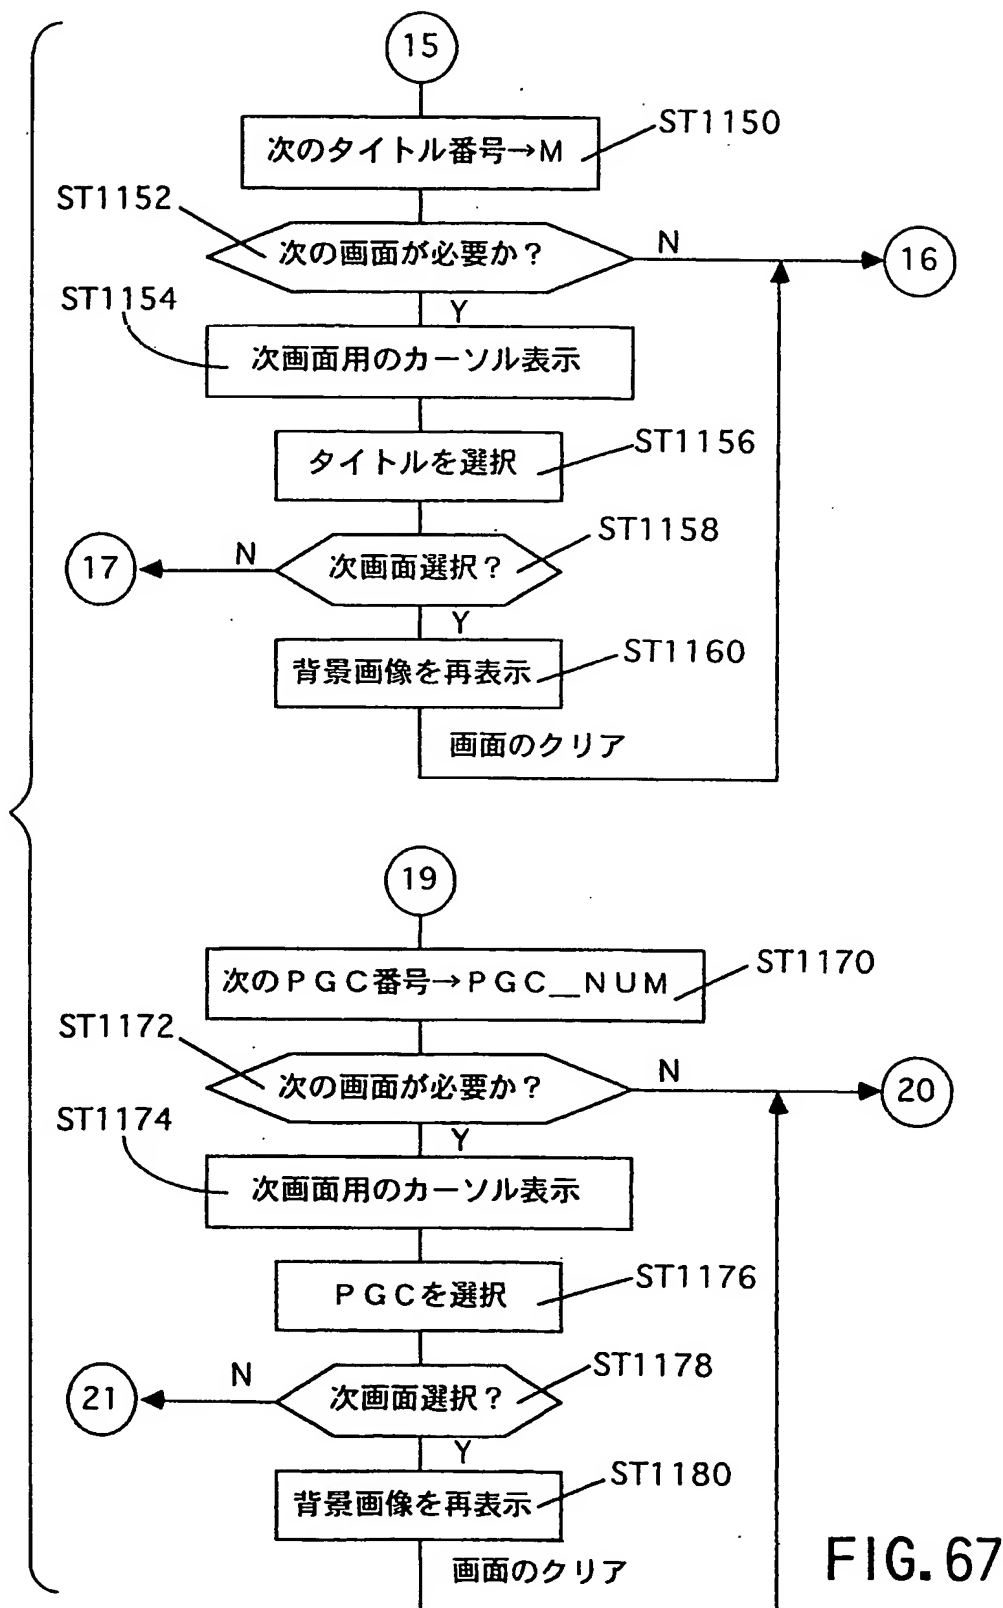 15
次のタイトル番号→M
ST1150
ST1152
次の画面が必要か？
N
16
Y
ST1154
次画面用のカーソル表示
タイトルを選択
ST1156
ST1158
17
N
次画面選択？
Y
背景画像を再表示
ST1160
画面のクリア
19
次のＰＧＣ番号→ＰＧＣ＿ＮＵＭ
ST1170
ST1172
次の画面が必要か？
N
20
Y
ST1174
次画面用のカーソル表示
ＰＧＣを選択
ST1176
ST1178
21
N
次画面選択？
Y
背景画像を再表示
ST1180
画面のクリア
FIG. 67